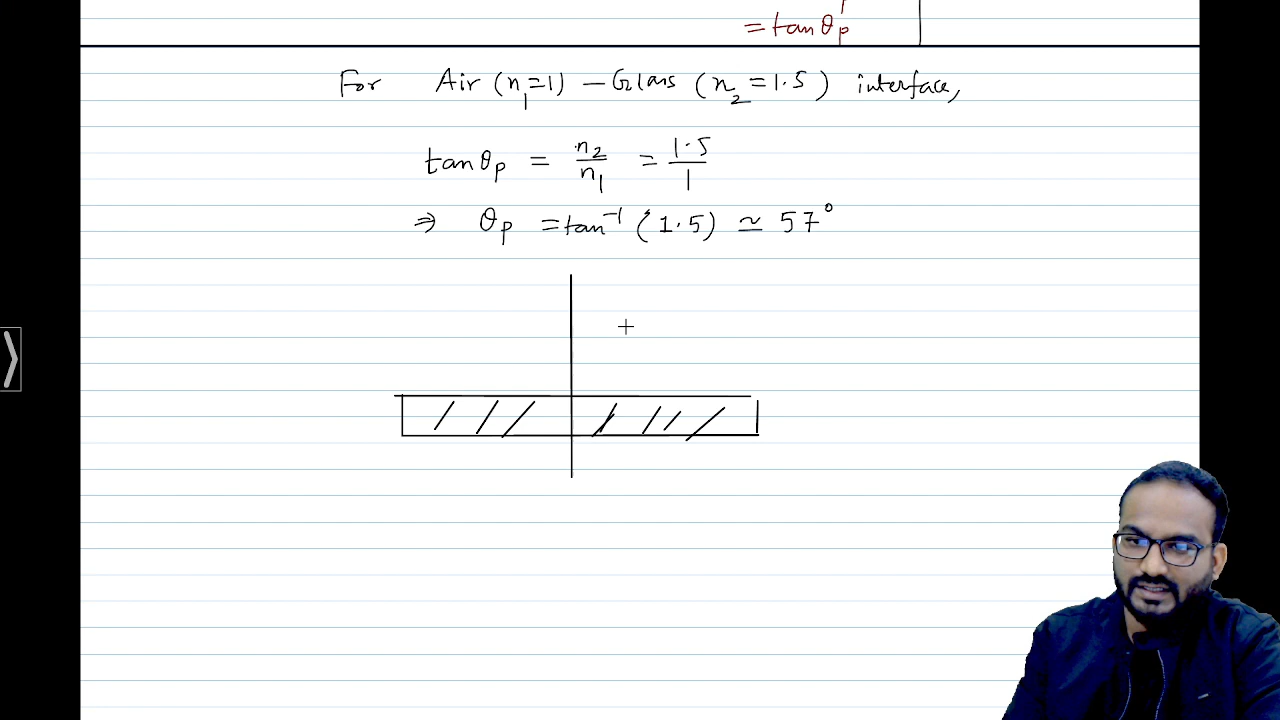 = tan θp'
For Air (n₁=1) – Glass (n₂ = 1.5) interface,
tan θp = n₂/n₁ = 1.5/1
⇒ θp = tan⁻¹ (1.5) ≃ 57°